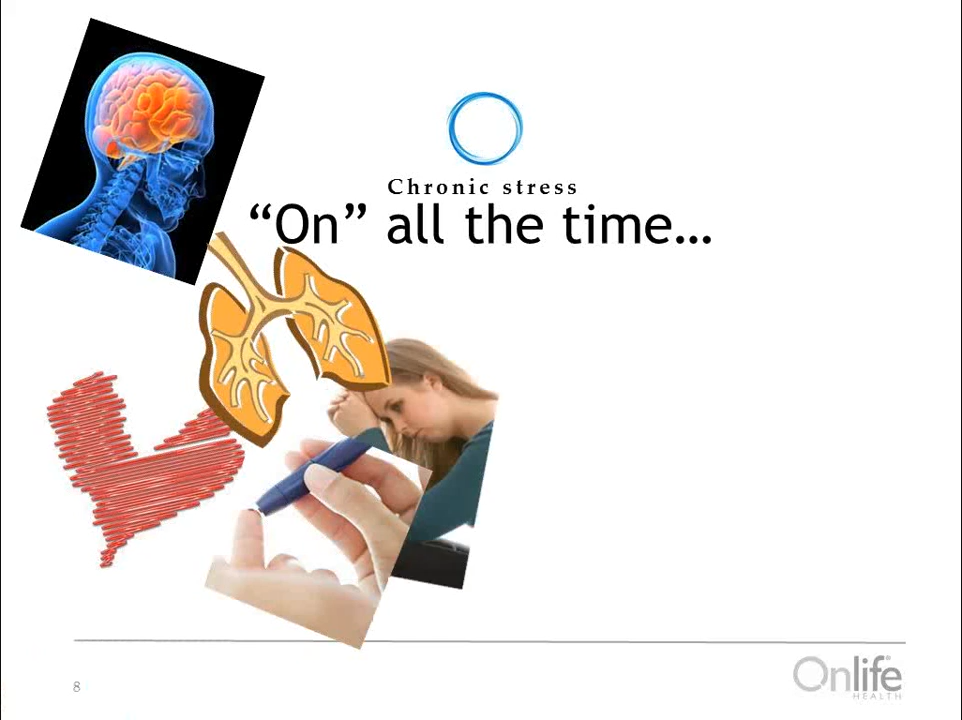 Chronic stress
“On” all the time…
8
Onlife
HEALTH